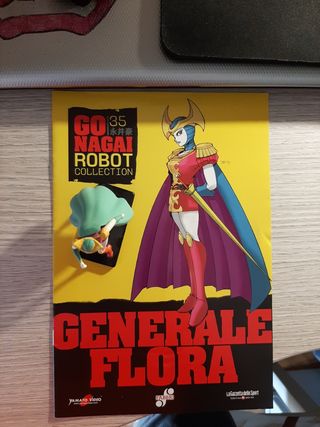 GO
NAGAI
35
永井豪
ROBOT
COLLECTION
GENERALE
FLORA
YAMATO VIDEO
La Gazzetta dello Sport